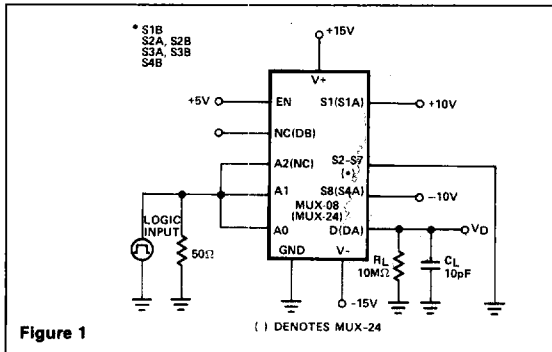 * S1B
S2A, S2B
S3A, S3B
S4B
+15V
V+
+5V
EN
S1(S1A)
+10V
NC(DB)
A2(NC)
S2–S7
(*)
A1
S8(S4A)
–10V
LOGIC
INPUT
MUX-08
(MUX-24)
A0
D(DA)
VD
50Ω
GND
V-
RL
10MΩ
CL
10pF
-15V
Figure 1
( ) DENOTES MUX-24